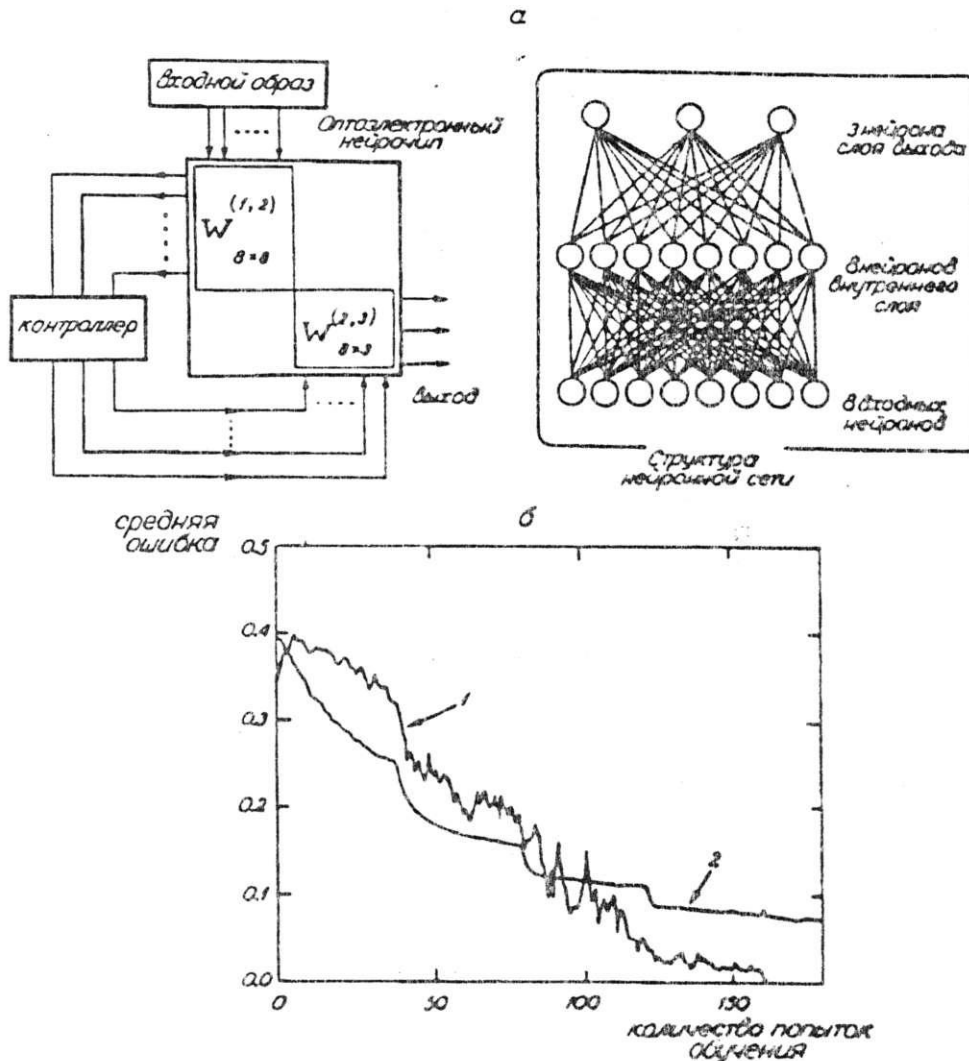 а
входной образ
Оптоэлектронный
нейрочип
W (1, 2)
8×8
W (2, 3)
8×3
контроллер
выход
3 нейрона
слоя выхода
8 нейронов
внутреннего
слоя
8 входных
нейронов
Структура
нейронной сети
б
средняя
ошибка
0.5
0.4
0.3
0.2
0.1
0.0
1
2
0
50
100
150
количество попыток
обучения